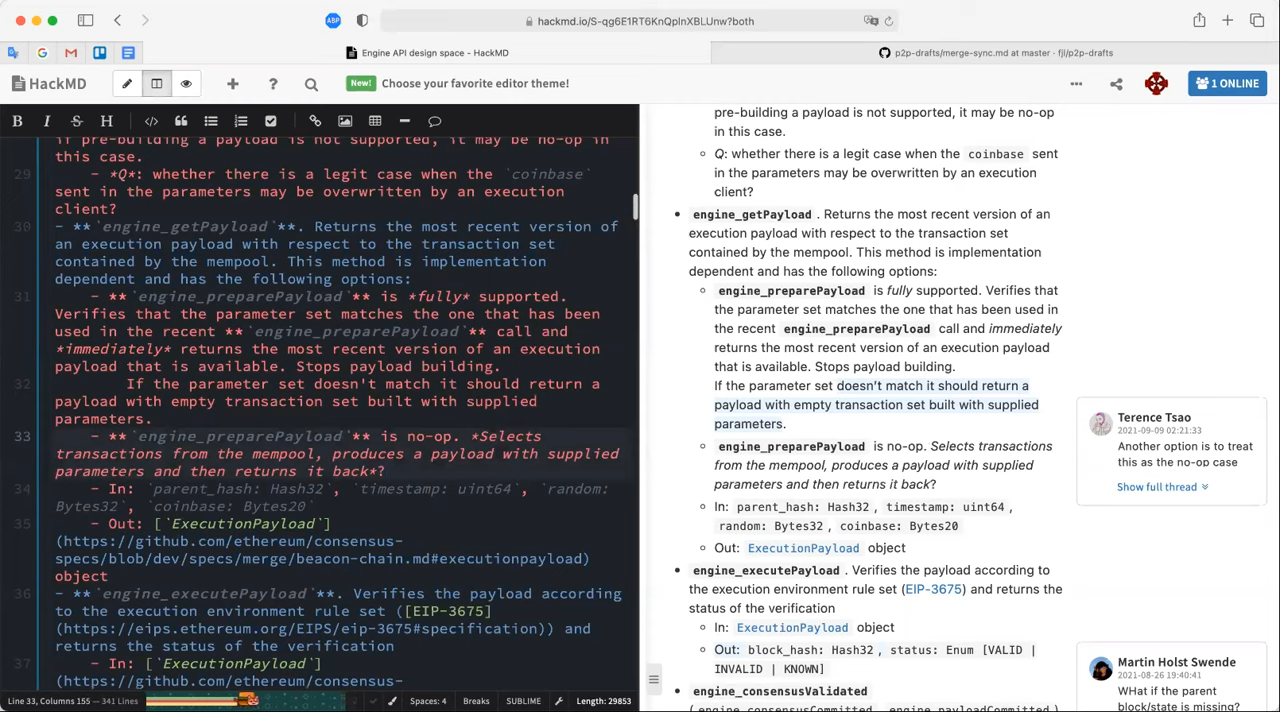 hackmd.io/S-qg6E1RT6KnQplnXBLUnw?both
Engine API design space - HackMD
p2p-drafts/merge-sync.md at master · fjl/p2p-drafts
HackMD
New!
Choose your favorite editor theme!
1 ONLINE
if pre-building a payload is not supported, it may be no-op in
this case.
29 - *Q*: whether there is a legit case when the `coinbase`
sent in the parameters may be overwritten by an execution
client?
30 - **`engine_getPayload`**. Returns the most recent version of
an execution payload with respect to the transaction set
contained by the mempool. This method is implementation
dependent and has the following options:
31 - **`engine_preparePayload`** is *fully* supported.
Verifies that the parameter set matches the one that has been
used in the recent **`engine_preparePayload`** call and
*immediately* returns the most recent version of an execution
payload that is available. Stops payload building.
32 If the parameter set doesn't match it should return a
payload with empty transaction set built with supplied
parameters.
33 - **`engine_preparePayload`** is no-op. *Selects
transactions from the mempool, produces a payload with supplied
parameters and then returns it back*?
34 - In: `parent_hash: Hash32`, `timestamp: uint64`, `random:
Bytes32`, `coinbase: Bytes20`
35 - Out: [`ExecutionPayload`]
(https://github.com/ethereum/consensus-
specs/blob/dev/specs/merge/beacon-chain.md#executionpayload)
object
36 - **`engine_executePayload`**. Verifies the payload according
to the execution environment rule set ([EIP-3675]
(https://eips.ethereum.org/EIPS/eip-3675#specification)) and
returns the status of the verification
37 - In: [`ExecutionPayload`]
(https://github.com/ethereum/consensus-
Line 33, Columns 155 — 341 Lines
Spaces: 4
Breaks
SUBLIME
Length: 29853
pre-building a payload is not supported, it may be no-op
in this case.
Q: whether there is a legit case when the coinbase sent
in the parameters may be overwritten by an execution
client?
engine_getPayload . Returns the most recent version of an
execution payload with respect to the transaction set
contained by the mempool. This method is implementation
dependent and has the following options:
engine_preparePayload is fully supported. Verifies that
the parameter set matches the one that has been used in
the recent engine_preparePayload call and immediately
returns the most recent version of an execution payload
that is available. Stops payload building.
If the parameter set doesn't match it should return a
payload with empty transaction set built with supplied
parameters.
engine_preparePayload is no-op. Selects transactions
from the mempool, produces a payload with supplied
parameters and then returns it back?
In: parent_hash: Hash32 , timestamp: uint64 ,
random: Bytes32 , coinbase: Bytes20
Out: ExecutionPayload object
engine_executePayload . Verifies the payload according to
the execution environment rule set (EIP-3675) and returns the
status of the verification
In: ExecutionPayload object
Out: block_hash: Hash32 , status: Enum [VALID |
INVALID | KNOWN]
engine_consensusValidated
(engine_consensusCommitted , engine_payloadCommitted )
Terence Tsao
2021-09-09 02:21:33
Another option is to treat
this as the no-op case
Show full thread
Martin Holst Swende
2021-08-26 19:40:41
WHat if the parent
block/state is missing?